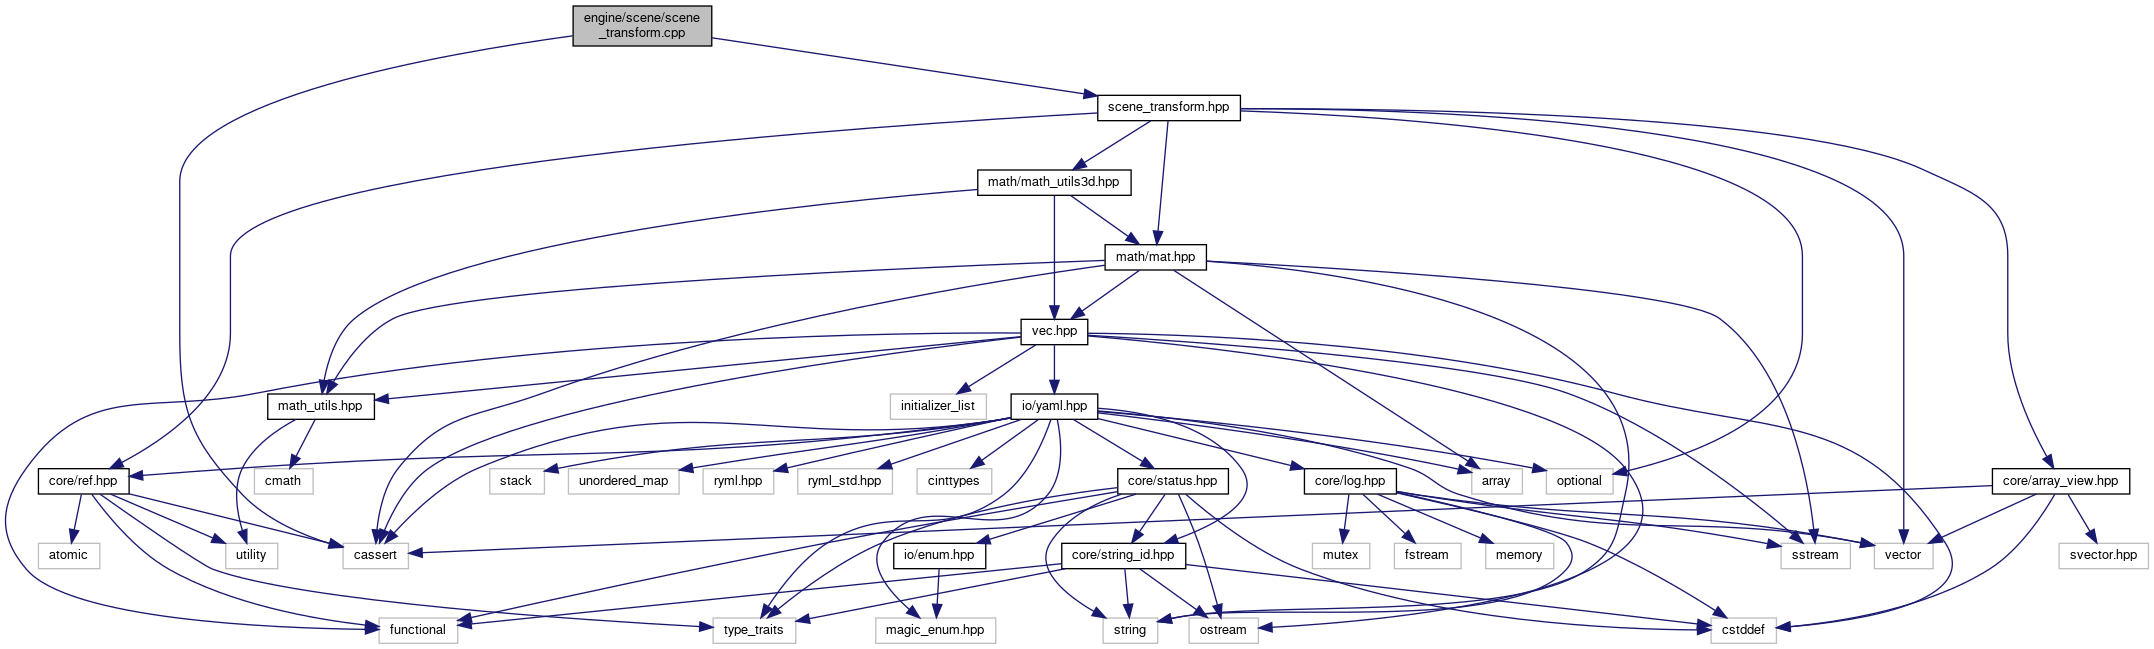 engine/scene/scene
_transform.cpp
scene_transform.hpp
math/math_utils3d.hpp
math/mat.hpp
vec.hpp
math_utils.hpp
initializer_list
io/yaml.hpp
core/ref.hpp
cmath
stack
unordered_map
ryml.hpp
ryml_std.hpp
cinttypes
core/status.hpp
core/log.hpp
array
optional
core/array_view.hpp
atomic
utility
cassert
io/enum.hpp
core/string_id.hpp
mutex
fstream
memory
sstream
vector
svector.hpp
functional
type_traits
magic_enum.hpp
string
ostream
cstddef